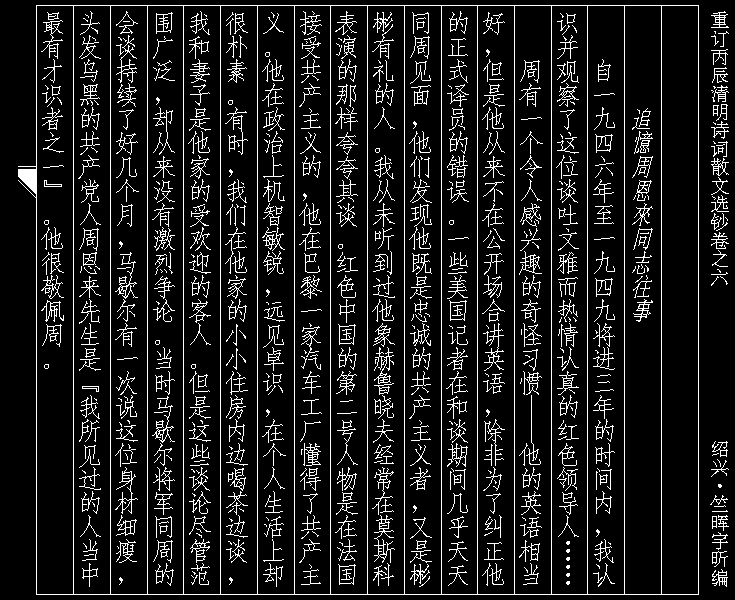 重订丙辰清明诗词散文选钞卷之六
绍兴·竺暉宇昕编
追憶周恩來同志往事
自一九四六年至一九四九将进三年的时间内，我认
识并观察了这位谈吐文雅而热情认真的红色领导人……
周有一个令人感兴趣的奇怪习惯——他的英语相当
好，但是他从来不在公开场合讲英语，除非为了纠正他
的正式译员的错误。一些美国记者在和谈期间几乎天天
同周见面，他们发现他既是忠诚的共产主义者，又是彬
彬有礼的人。我从未听到过他象赫鲁晓夫经常在莫斯科
表演的那样夸夸其谈。红色中国的第二号人物是在法国
接受共产主义的，他在巴黎一家汽车工厂懂得了共产主
义。他在政治上机智敏锐，远见卓识，在个人生活上却
很朴素。有时，我们在他家的小小住房内边喝茶边谈，
我和妻子是他家的受欢迎的客人。但是这些谈论尽管范
围广泛，却从来没有激烈争论。当时马歇尔将军同周的
会谈持续了好几个月，马歇尔有一次说这位身材细瘦，
头发乌黑的共产党人周恩来先生是『我所见过的人当中
最有才识者之一』。他很敬佩周。